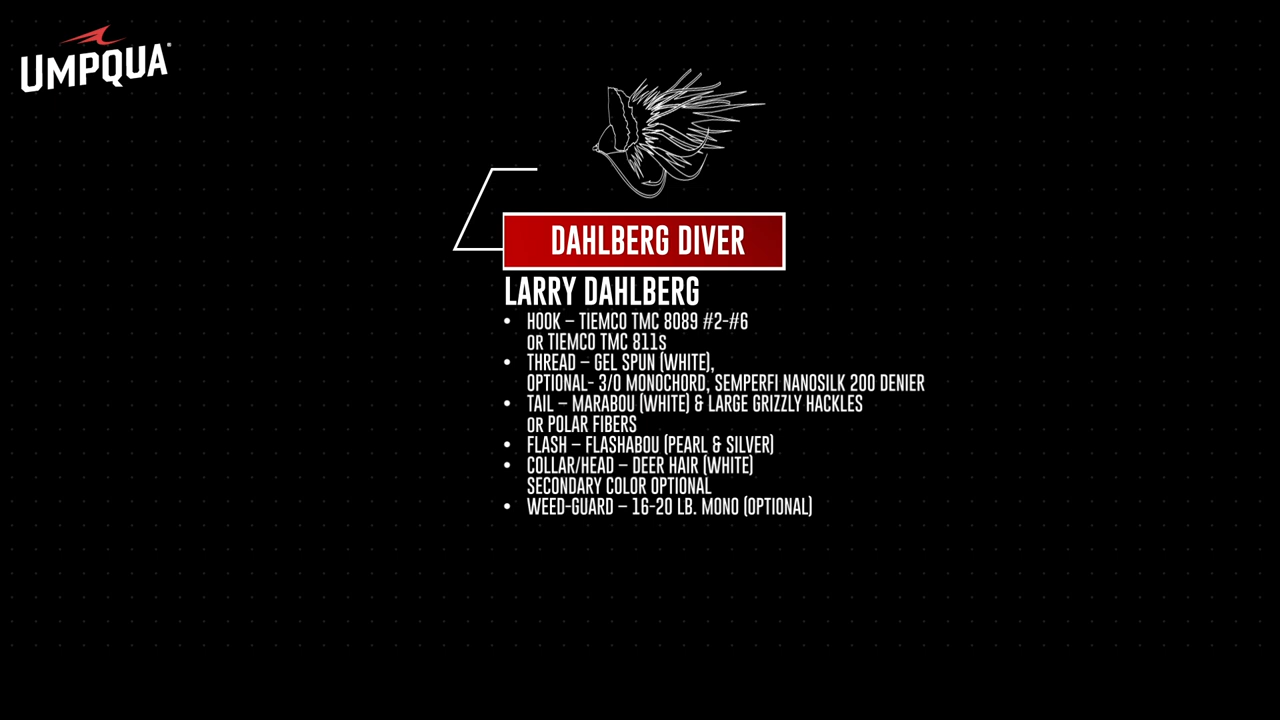 UMPQUA®
DAHLBERG DIVER
LARRY DAHLBERG
• HOOK – TIEMCO TMC 8089 #2-#6
OR TIEMCO TMC 811S
• THREAD – GEL SPUN (WHITE),
OPTIONAL- 3/0 MONOCHORD, SEMPERFI NANOSILK 200 DENIER
• TAIL – MARABOU (WHITE) & LARGE GRIZZLY HACKLES
OR POLAR FIBERS
• FLASH – FLASHABOU (PEARL & SILVER)
• COLLAR/HEAD – DEER HAIR (WHITE)
SECONDARY COLOR OPTIONAL
• WEED-GUARD – 16-20 LB. MONO (OPTIONAL)